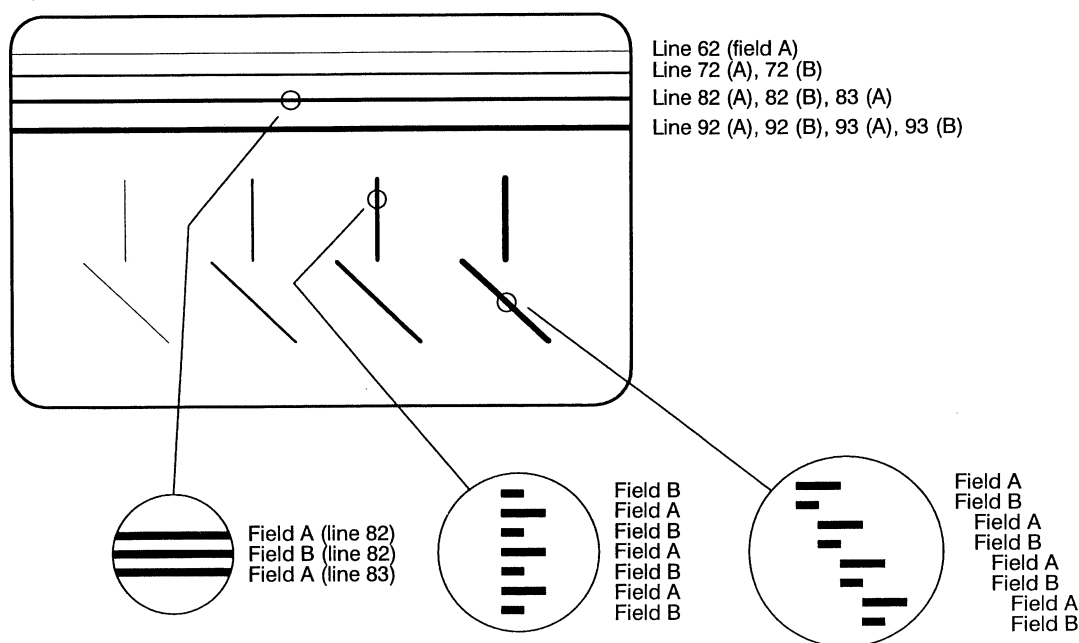 Line 62 (field A)
Line 72 (A), 72 (B)
Line 82 (A), 82 (B), 83 (A)
Line 92 (A), 92 (B), 93 (A), 93 (B)
Field A (line 82)
Field B (line 82)
Field A (line 83)
Field B
Field A
Field B
Field A
Field B
Field A
Field B
Field A
Field B
Field A
Field B
Field A
Field B
Field A
Field B